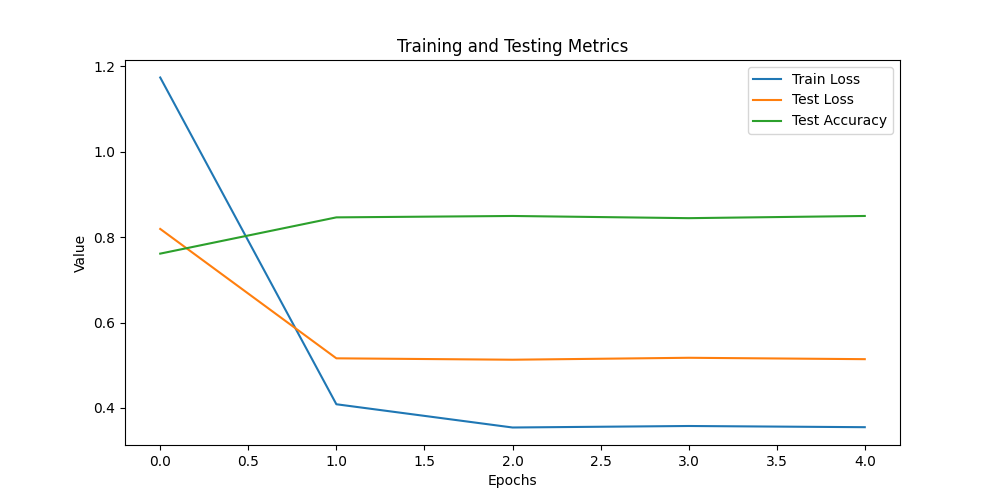 Training and Testing Metrics
Train Loss
Test Loss
Test Accuracy
Value
1.2
1.0
0.8
0.6
0.4
0.0 0.5 1.0 1.5 2.0 2.5 3.0 3.5 4.0
Epochs